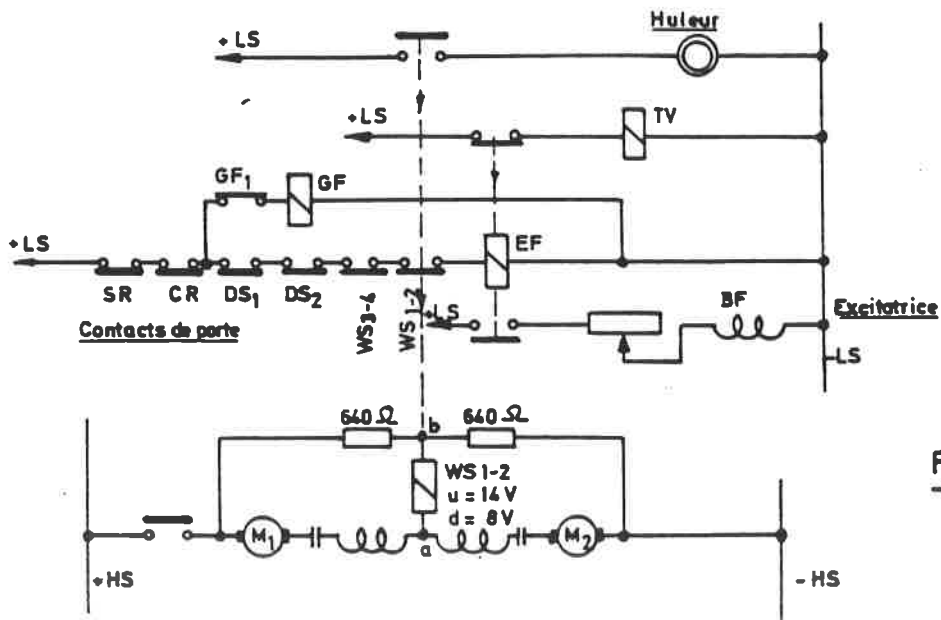 Huleur
+LS
+LS
TV
GF1
GF
+LS
EF
SR
CR
DS1
DS2
WS3-4
WS1-2
+LS
BF
Excitatrice
Contacts de porte
-LS
640 Ω
b
640 Ω
WS1-2
u = 14 V
d = 8 V
F
M1
a
M2
+HS
-HS